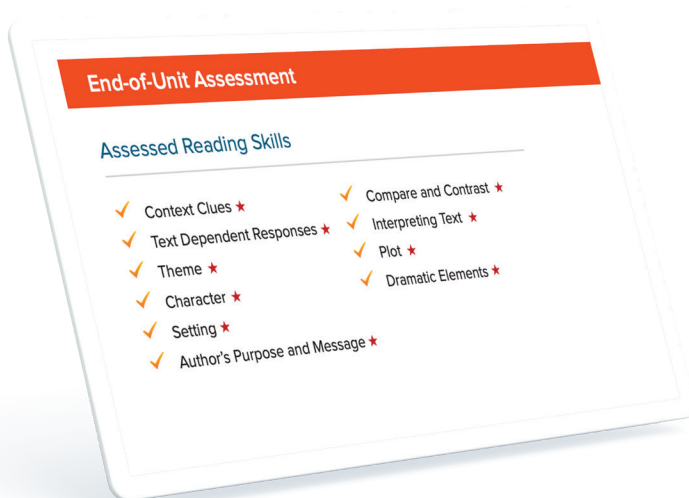 End-of-Unit Assessment
Assessed Reading Skills
Context Clues ★
Text Dependent Responses ★
Theme ★
Character ★
Setting ★
Author's Purpose and Message ★
Compare and Contrast ★
Interpreting Text ★
Plot ★
Dramatic Elements ★